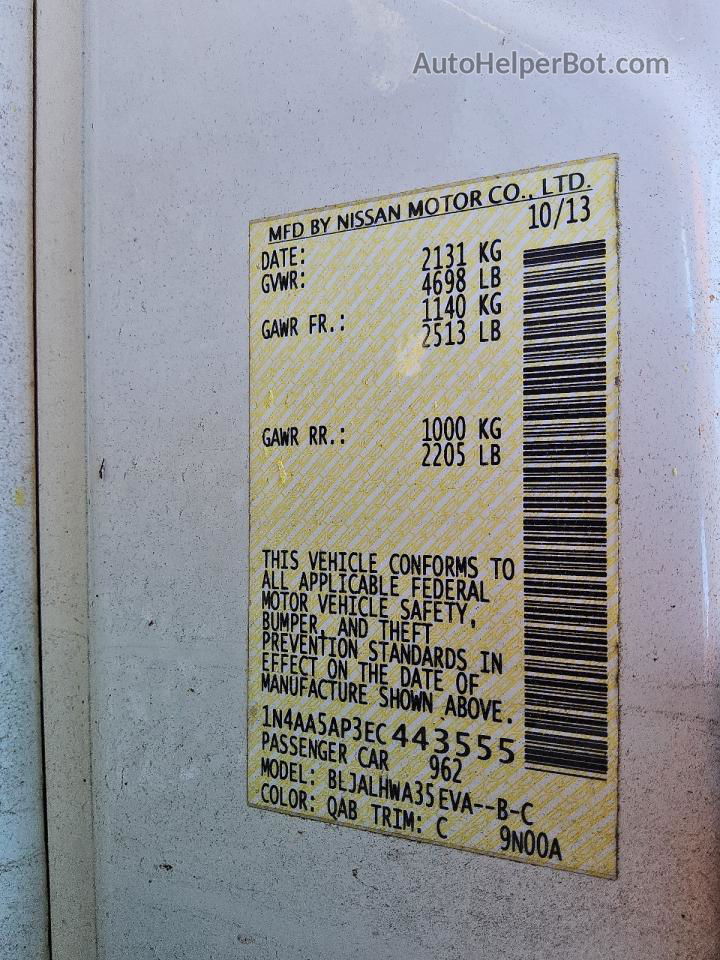 AutoHelperBot.com
MFD BY NISSAN MOTOR CO., LTD.
DATE: 10/13
GVWR: 2131 KG
4698 LB
GAWR FR.: 1140 KG
2513 LB
GAWR RR.: 1000 KG
2205 LB
THIS VEHICLE CONFORMS TO
ALL APPLICABLE FEDERAL
MOTOR VEHICLE SAFETY,
BUMPER, AND THEFT
PREVENTION STANDARDS IN
EFFECT ON THE DATE OF
MANUFACTURE SHOWN ABOVE.
1N4AA5AP3EC443555
PASSENGER CAR 962
MODEL: BLJALHWA35EVA--B-C
COLOR: QAB TRIM: C 9N00A